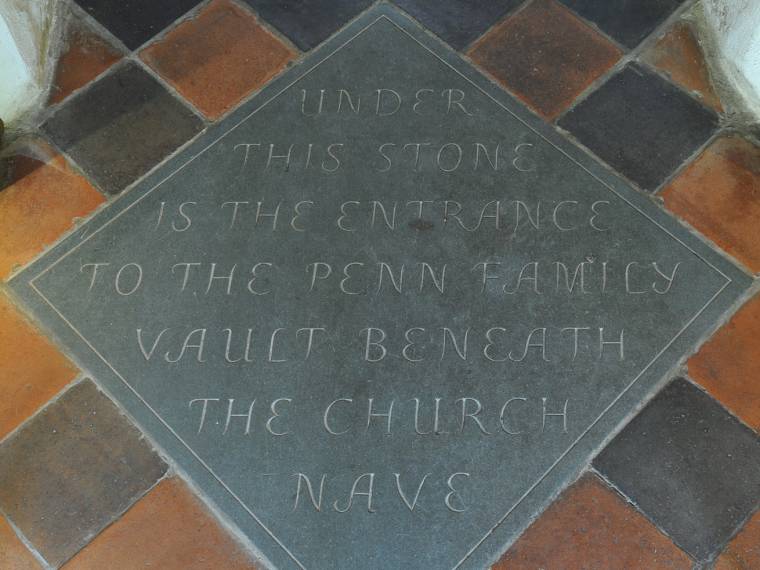 UNDER
THIS STONE
IS THE ENTRANCE
TO THE PENN FAMILY
VAULT BENEATH
THE CHURCH
NAVE